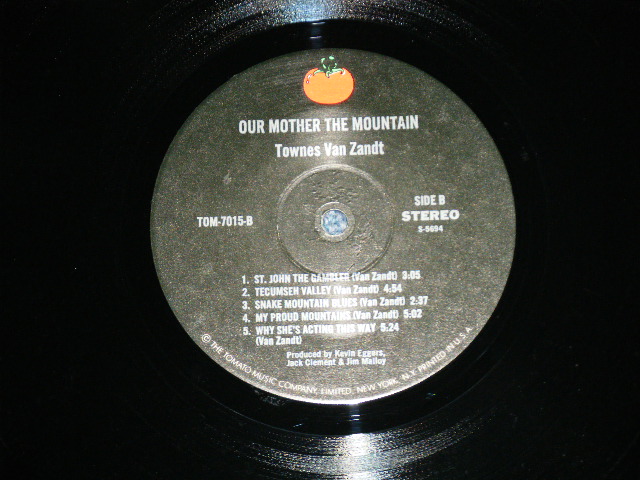 OUR MOTHER THE MOUNTAIN
Townes Van Zandt
TOM-7015-B
SIDE B
STEREO
S-5694
1. ST. JOHN THE GAMBLER (Van Zandt) 3:05
2. TECUMSEH VALLEY (Van Zandt) 4:54
3. SNAKE MOUNTAIN BLUES (Van Zandt) 2:37
4. MY PROUD MOUNTAINS (Van Zandt) 5:02
5. WHY SHE'S ACTING THIS WAY 5:24
(Van Zandt)
Produced by Kevin Eggers,
Jack Clement & Jim Malloy
© THE TOMATO MUSIC COMPANY, LIMITED, NEW YORK, N.Y. PRINTED IN U.S.A.